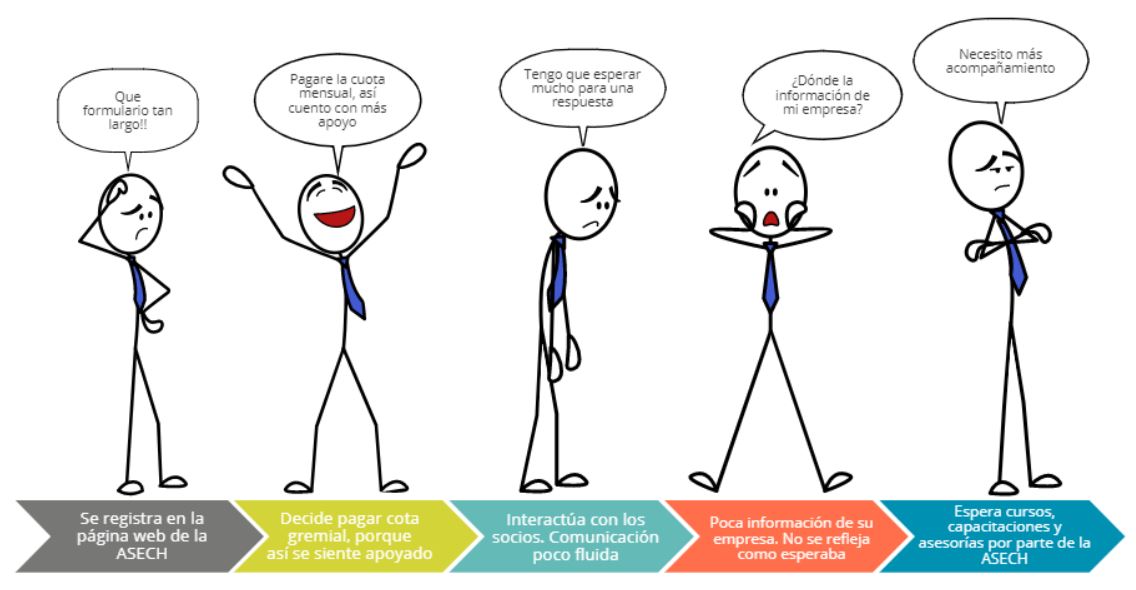 Que
formulario tan
largo!!
Pagare la cuota
mensual, así
cuento con más
apoyo
Tengo que esperar
mucho para una
respuesta
¿Dónde la
información de
mi empresa?
Necesito más
acompañamiento
Se registra en la
página web de la
ASECH
Decide pagar cota
gremial, porque
así se siente apoyado
Interactúa con los
socios. Comunicación
poco fluida
Poca información de su
empresa. No se refleja
como esperaba
Espera cursos,
capacitaciones y
asesorías por parte de la
ASECH